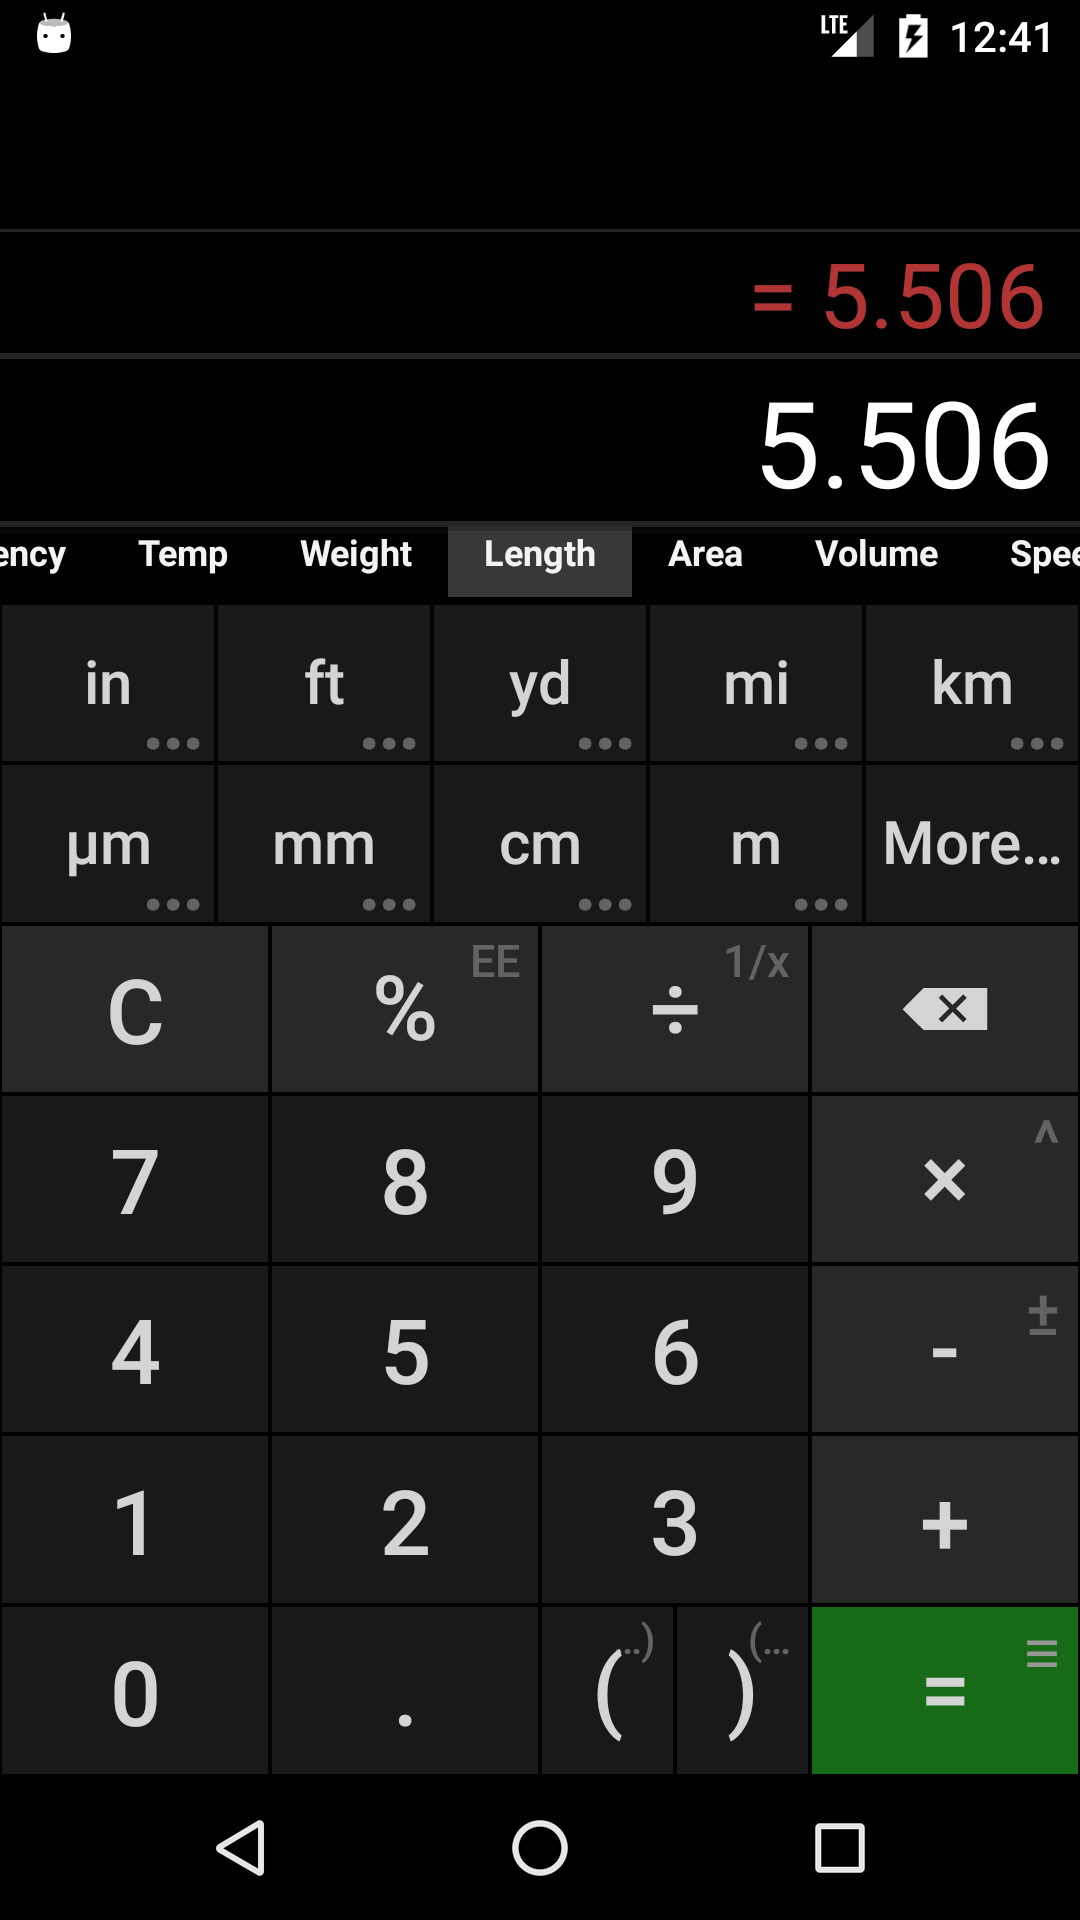 LTE 12:41
= 5.506
5.506
ency Temp Weight Length Area Volume Spee
in ft yd mi km
µm mm cm m More...
C % EE ÷ 1/x
7 8 9 × ^
4 5 6 - ±
1 2 3 +
0 . ( ..) ) (... =